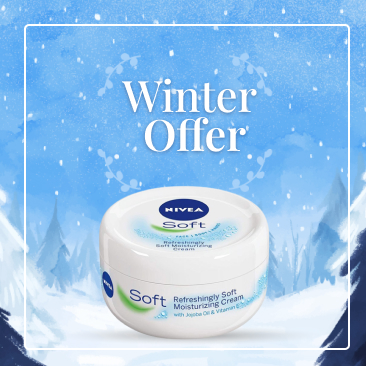 Winter
Offer
NIVEA
Soft
Refreshingly
Soft Moisturizing
Cream
NIVEA
Soft
Refreshingly Soft
Moisturizing Cream
with Jojoba Oil & Vitamin E